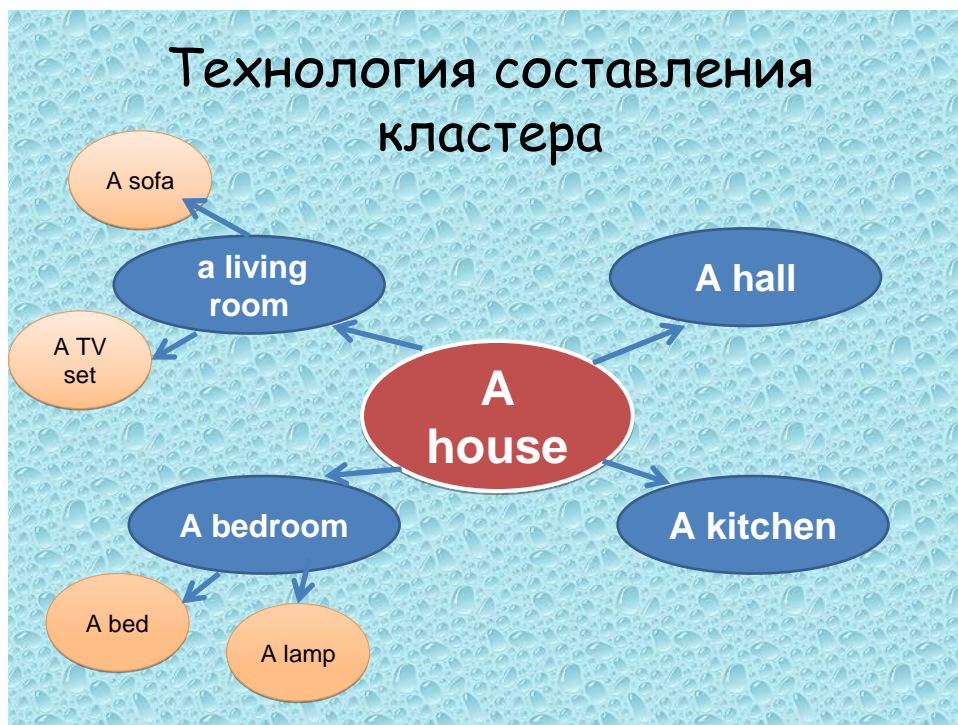 Технология составления
кластера
A sofa
a living
room
A hall
A TV
set
A
house
A bedroom
A kitchen
A bed
A lamp